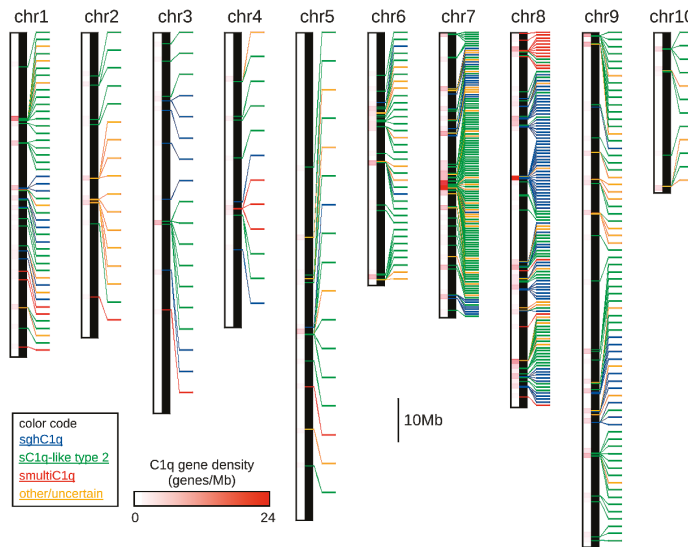 chr1 chr2 chr3 chr4 chr5 chr6 chr7 chr8 chr9 chr10
10Mb
color code
sghC1q
sC1q-like type 2
smultiC1q
other/uncertain
C1q gene density
(genes/Mb)
0 24